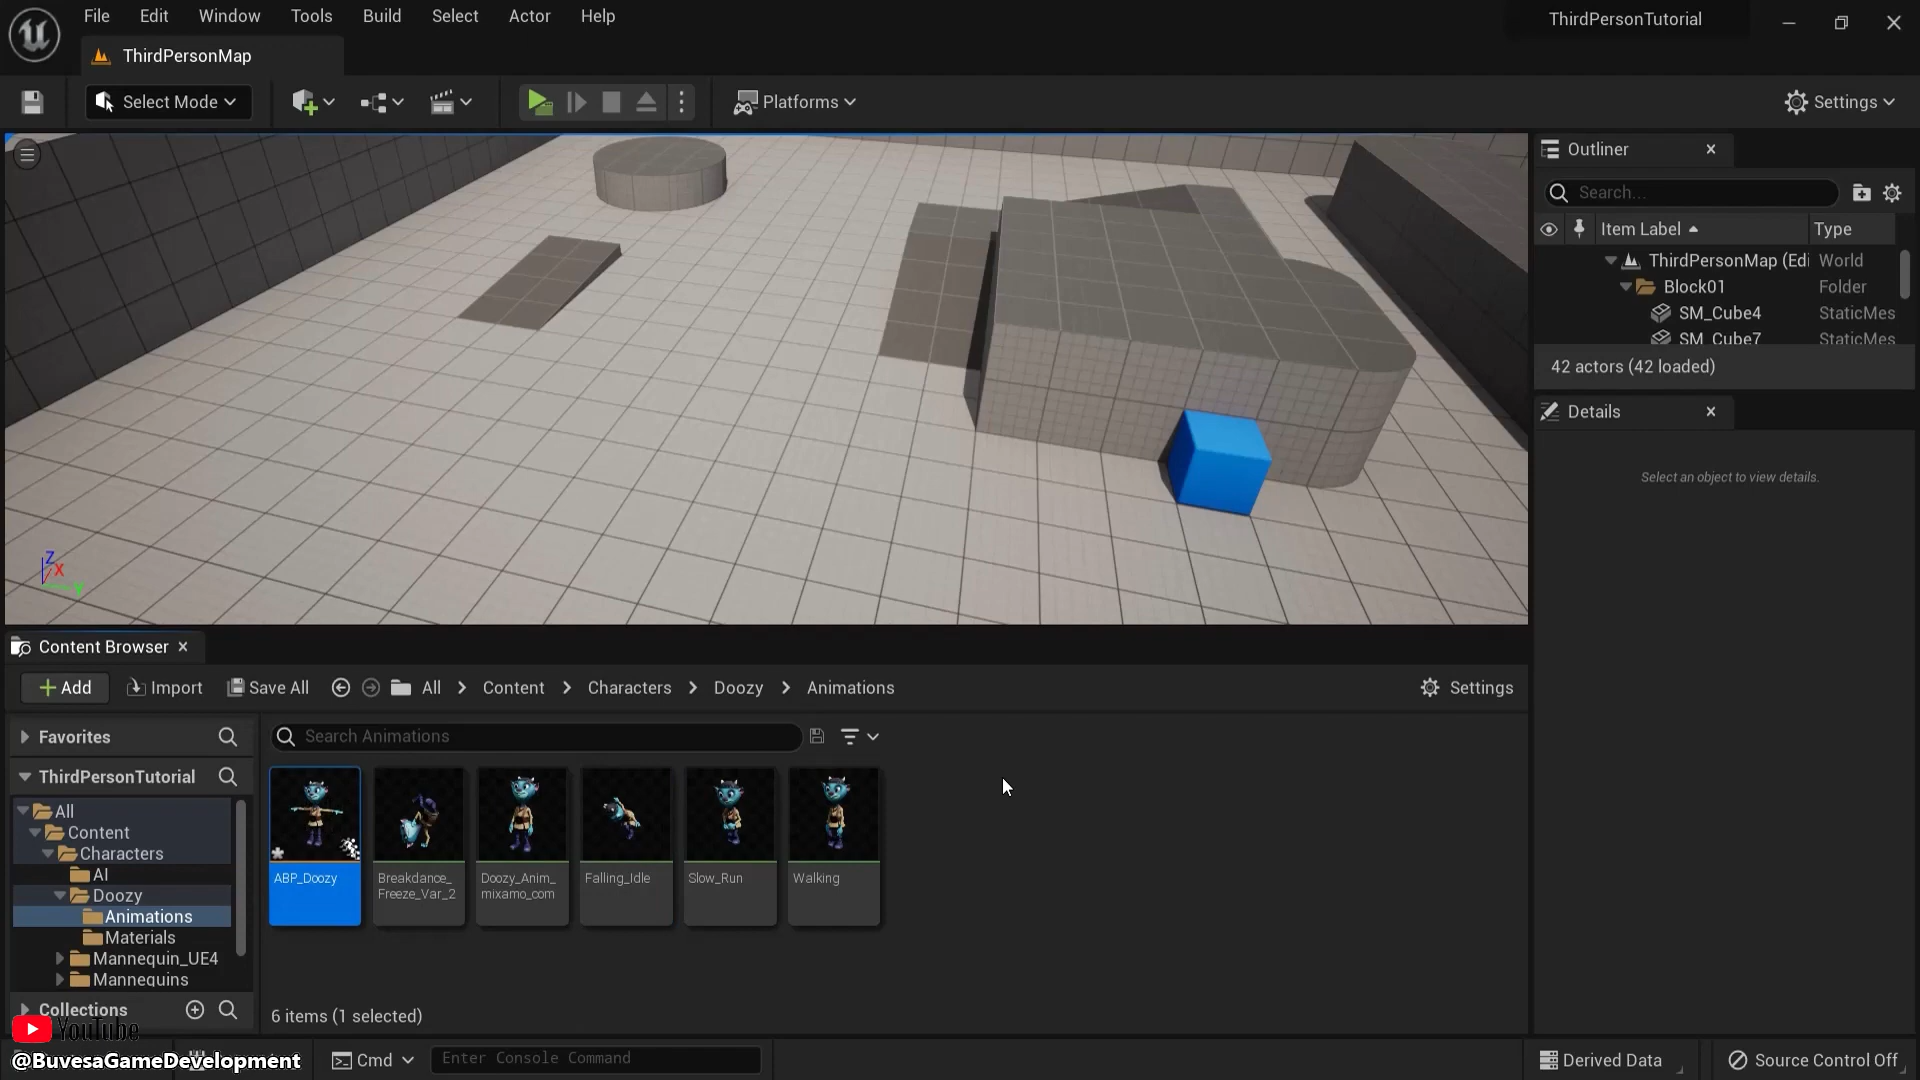 File Edit Window Tools Build Select Actor Help
ThirdPersonTutorial
ThirdPersonMap
Select Mode
Platforms
Settings
Outliner
Search...
Item Label
Type
ThirdPersonMap (Edi
World
Block01
Folder
SM_Cube4
StaticMes
SM_Cube7
StaticMes
42 actors (42 loaded)
Details
Select an object to view details.
Z
X
Y
Content Browser
Add
Import
Save All
All
Content
Characters
Doozy
Animations
Settings
Favorites
Search Animations
ThirdPersonTutorial
All
Content
Characters
AI
Doozy
Animations
Materials
Mannequin_UE4
Mannequins
Collections
ABP_Doozy
Breakdance_
Freeze_Var_2
Doozy_Anim_
mixamo_com
Falling_Idle
Slow_Run
Walking
6 items (1 selected)
YouTube
@BuvesaGameDevelopment
Cmd
Enter Console Command
Derived Data
Source Control Off